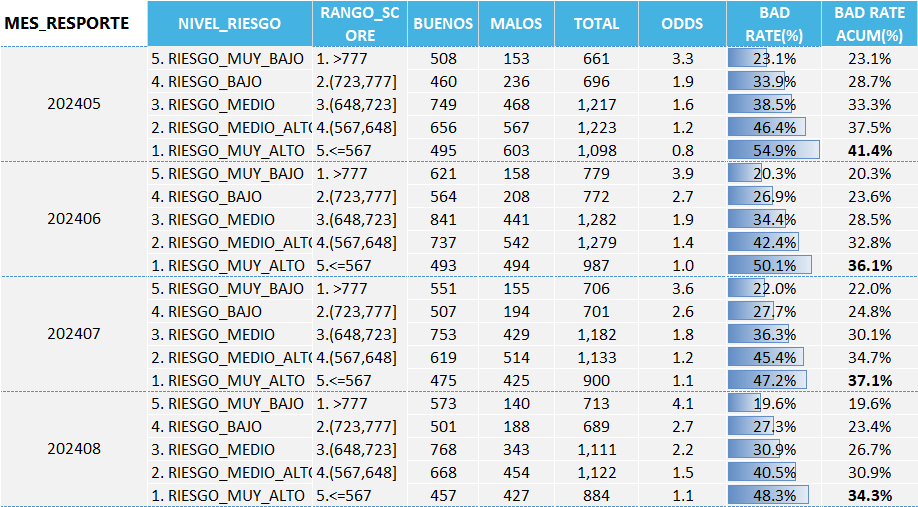 MES_RESPORTE NIVEL_RIESGO RANGO_SCORE BUENOS MALOS TOTAL ODDS BAD RATE(%) BAD RATE ACUM(%)
202405
5. RIESGO_MUY_BAJO 1. >777 508 153 661 3.3 23.1% 23.1%
4. RIESGO_BAJO 2.(723,777] 460 236 696 1.9 33.9% 28.7%
3. RIESGO_MEDIO 3.(648,723] 749 468 1,217 1.6 38.5% 33.3%
2. RIESGO_MEDIO_ALTO 4.(567,648] 656 567 1,223 1.2 46.4% 37.5%
1. RIESGO_MUY_ALTO 5.<=567 495 603 1,098 0.8 54.9% 41.4%
202406
5. RIESGO_MUY_BAJO 1. >777 621 158 779 3.9 20.3% 20.3%
4. RIESGO_BAJO 2.(723,777] 564 208 772 2.7 26.9% 23.6%
3. RIESGO_MEDIO 3.(648,723] 841 441 1,282 1.9 34.4% 28.5%
2. RIESGO_MEDIO_ALTO 4.(567,648] 737 542 1,279 1.4 42.4% 32.8%
1. RIESGO_MUY_ALTO 5.<=567 493 494 987 1.0 50.1% 36.1%
202407
5. RIESGO_MUY_BAJO 1. >777 551 155 706 3.6 22.0% 22.0%
4. RIESGO_BAJO 2.(723,777] 507 194 701 2.6 27.7% 24.8%
3. RIESGO_MEDIO 3.(648,723] 753 429 1,182 1.8 36.3% 30.1%
2. RIESGO_MEDIO_ALTO 4.(567,648] 619 514 1,133 1.2 45.4% 34.7%
1. RIESGO_MUY_ALTO 5.<=567 475 425 900 1.1 47.2% 37.1%
202408
5. RIESGO_MUY_BAJO 1. >777 573 140 713 4.1 19.6% 19.6%
4. RIESGO_BAJO 2.(723,777] 501 188 689 2.7 27.3% 23.4%
3. RIESGO_MEDIO 3.(648,723] 768 343 1,111 2.2 30.9% 26.7%
2. RIESGO_MEDIO_ALTO 4.(567,648] 668 454 1,122 1.5 40.5% 30.9%
1. RIESGO_MUY_ALTO 5.<=567 457 427 884 1.1 48.3% 34.3%